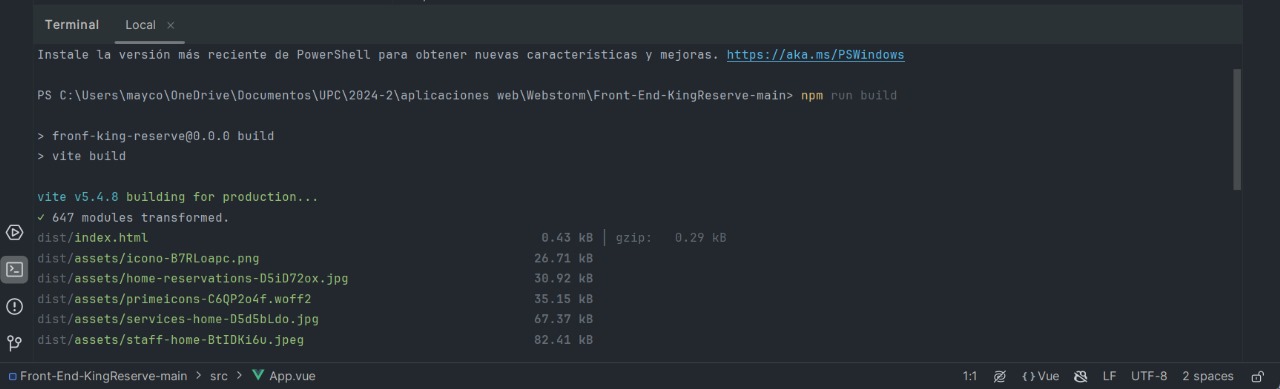 Terminal Local ×
Instale la versión más reciente de PowerShell para obtener nuevas características y mejoras. https://aka.ms/PSWindows
PS C:\Users\mayco\OneDrive\Documentos\UPC\2024-2\aplicaciones web\Webstorm\Front-End-KingReserve-main> npm run build
> fronf-king-reserve@0.0.0 build
> vite build
vite v5.4.8 building for production...
✓ 647 modules transformed.
dist/index.html 0.43 kB │ gzip: 0.29 kB
dist/assets/icono-B7RLoapc.png 26.71 kB
dist/assets/home-reservations-D5iD72ox.jpg 30.92 kB
dist/assets/primeicons-C6QP2o4f.woff2 35.15 kB
dist/assets/services-home-D5d5bLdo.jpg 67.37 kB
dist/assets/staff-home-BtIDKi6u.jpeg 82.41 kB
Front-End-KingReserve-main > src > App.vue 1:1 {} Vue LF UTF-8 2 spaces